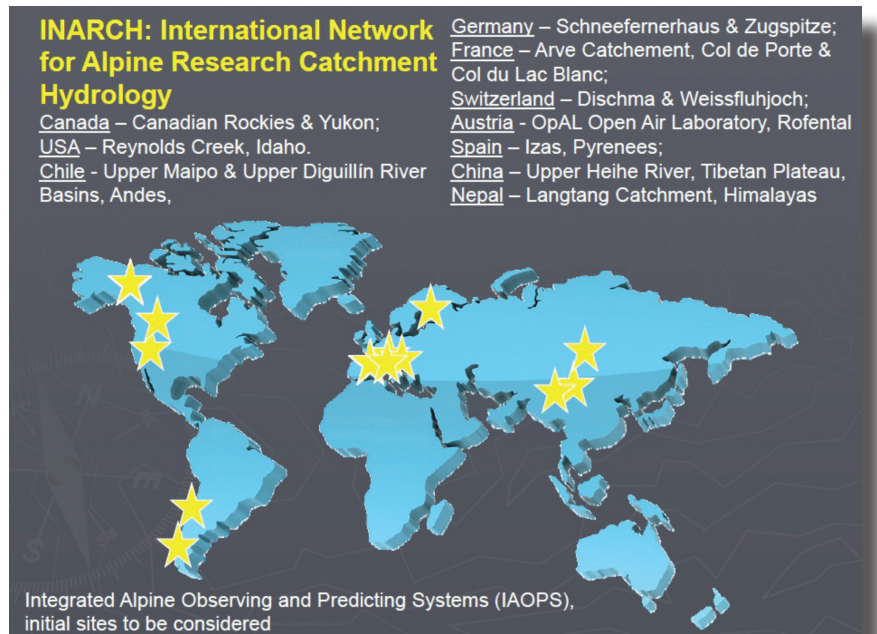 INARCH: International Network
for Alpine Research Catchment
Hydrology
Canada – Canadian Rockies & Yukon;
USA – Reynolds Creek, Idaho.
Chile - Upper Maipo & Upper Diguillín River
Basins, Andes,
Germany – Schneefernerhaus & Zugspitze;
France – Arve Catchement, Col de Porte &
Col du Lac Blanc;
Switzerland – Dischma & Weissfluhjoch;
Austria - OpAL Open Air Laboratory, Rofental
Spain – Izas, Pyrenees;
China – Upper Heihe River, Tibetan Plateau,
Nepal – Langtang Catchment, Himalayas
N
S
Integrated Alpine Observing and Predicting Systems (IAOPS),
initial sites to be considered